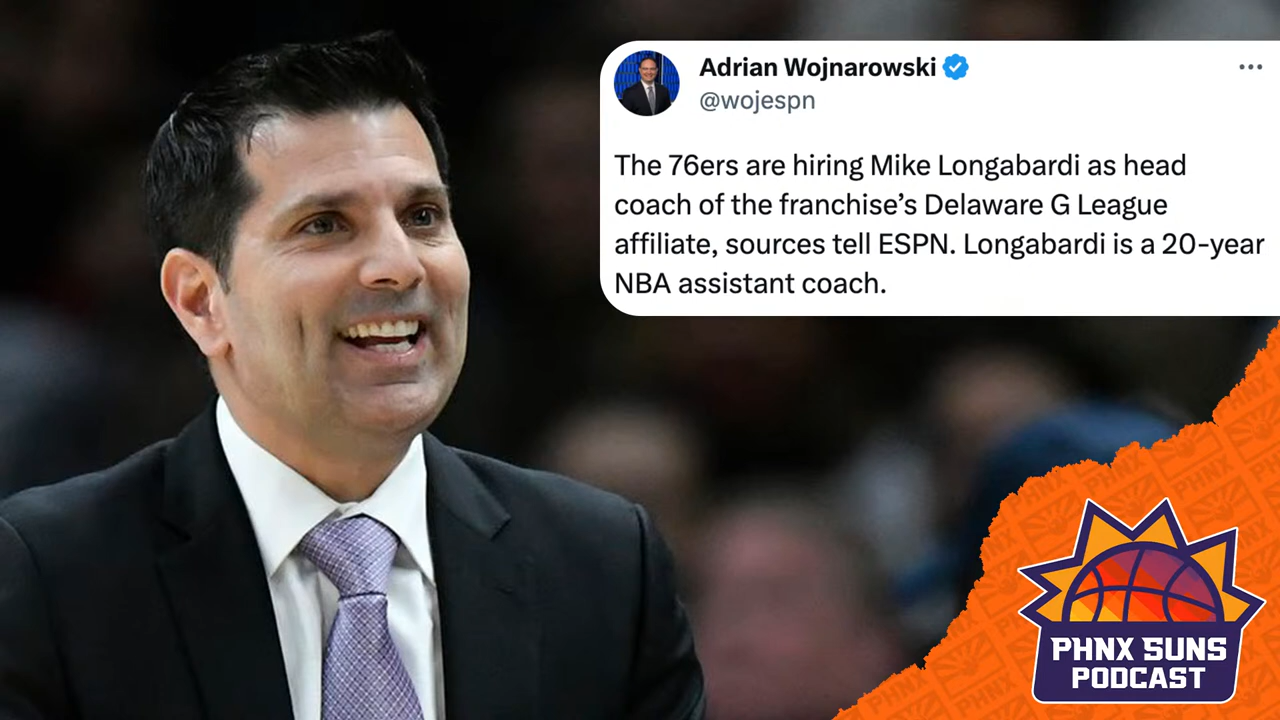 Adrian Wojnarowski
@wojespn
The 76ers are hiring Mike Longabardi as head
coach of the franchise’s Delaware G League
affiliate, sources tell ESPN. Longabardi is a 20-year
NBA assistant coach.
PHNX SUNS
PODCAST